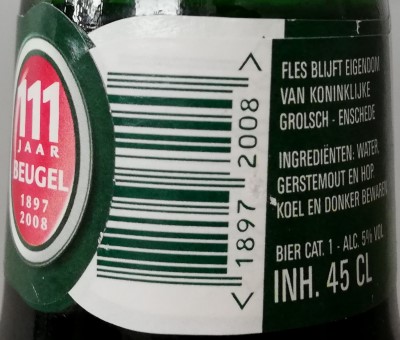 111
JAAR
BEUGEL
1897
2008
< 1897 2008 >
FLES BLIJFT EIGENDOM
VAN KONINKLIJKE
GROLSCH - ENSCHEDE
INGREDIËNTEN: WATER,
GERSTEMOUT EN HOP.
KOEL EN DONKER BEWAREN
BIER CAT. 1 - ALC. 5% VOL
INH. 45 CL